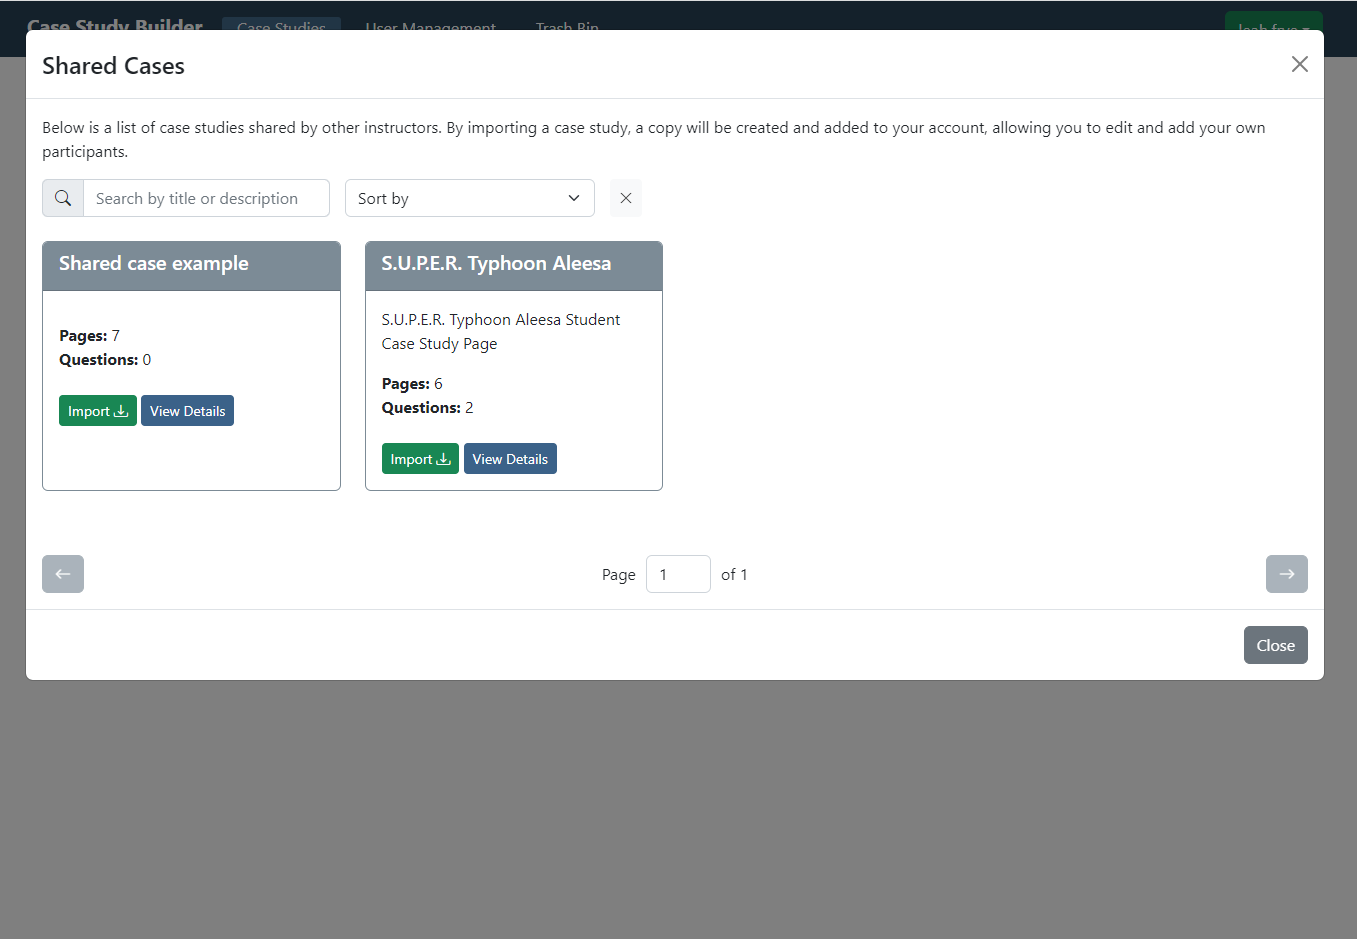 Case Study Builder Case Studies User Management Trash Bin leah frye
Shared Cases
Below is a list of case studies shared by other instructors. By importing a case study, a copy will be created and added to your account, allowing you to edit and add your own
participants.
Search by title or description Sort by
Shared case example
Pages: 7
Questions: 0
Import View Details
S.U.P.E.R. Typhoon Aleesa
S.U.P.E.R. Typhoon Aleesa Student
Case Study Page
Pages: 6
Questions: 2
Import View Details
Page 1 of 1
Close